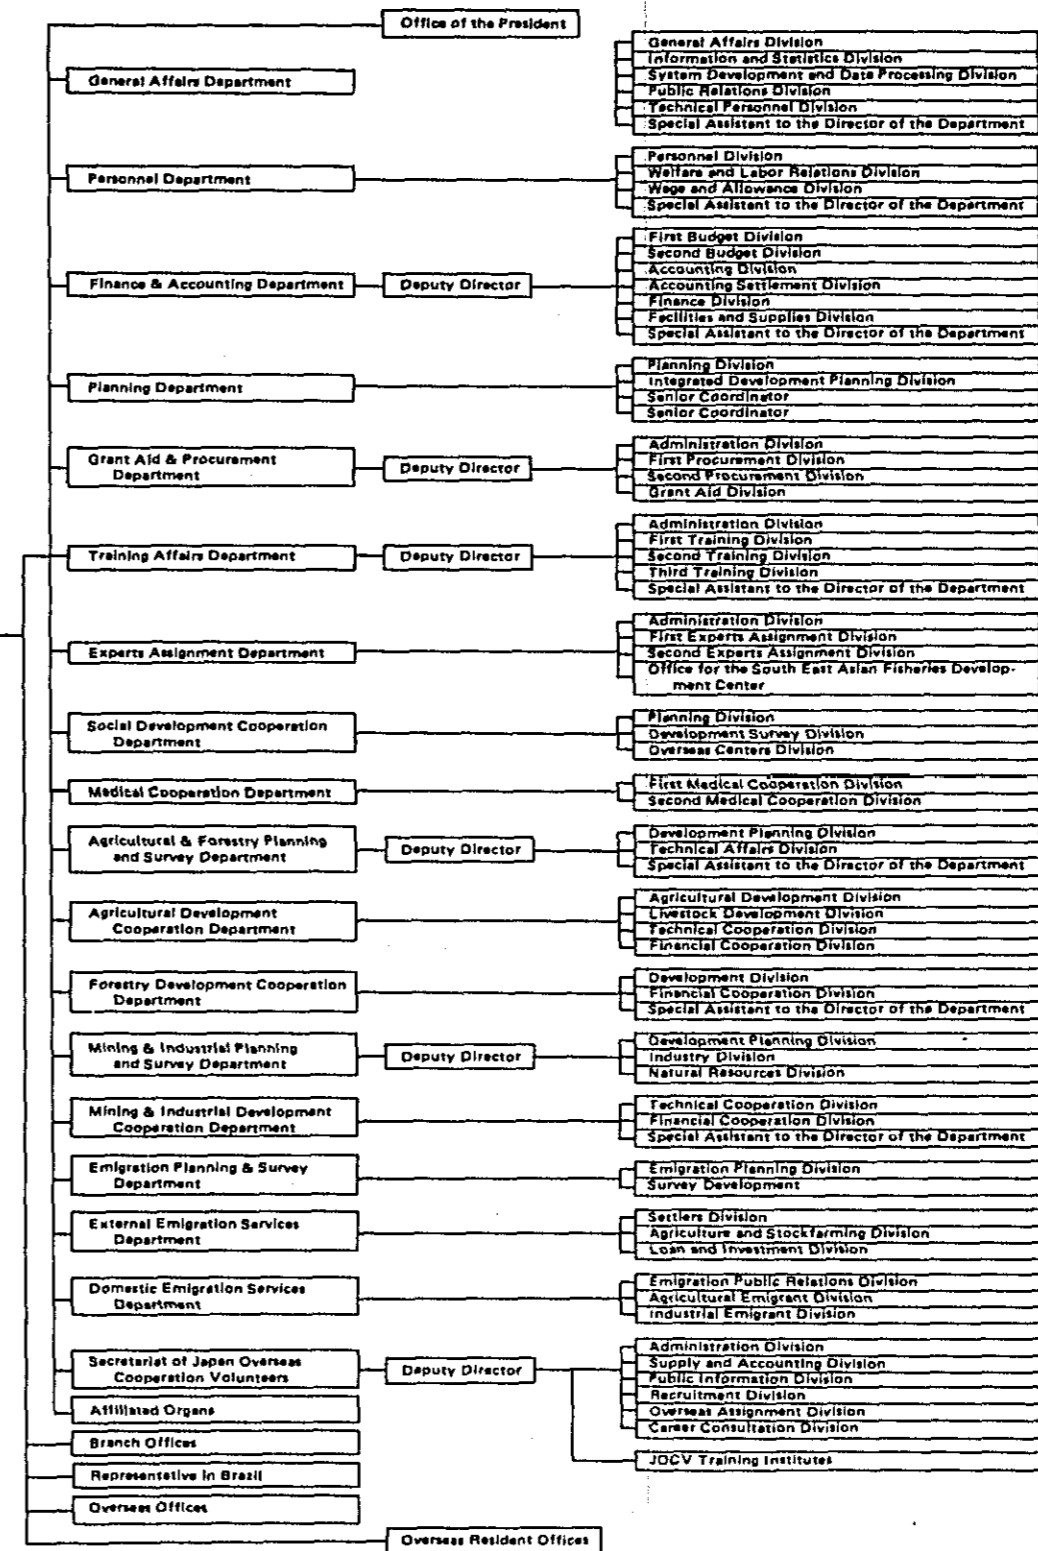 Office of the President
General Affairs Department
General Affairs Division
Information and Statistics Division
System Development and Data Processing Division
Public Relations Division
Technical Personnel Division
Special Assistant to the Director of the Department
Personnel Department
Personnel Division
Welfare and Labor Relations Division
Wage and Allowance Division
Special Assistant to the Director of the Department
Finance & Accounting Department
Deputy Director
First Budget Division
Second Budget Division
Accounting Division
Accounting Settlement Division
Finance Division
Facilities and Supplies Division
Special Assistant to the Director of the Department
Planning Department
Planning Division
Integrated Development Planning Division
Senior Coordinator
Senior Coordinator
Grant Aid & Procurement
Department
Deputy Director
Administration Division
First Procurement Division
Second Procurement Division
Grant Aid Division
Training Affairs Department
Deputy Director
Administration Division
First Training Division
Second Training Division
Third Training Division
Special Assistant to the Director of the Department
Experts Assignment Department
Administration Division
First Experts Assignment Division
Second Experts Assignment Division
Office for the South East Asian Fisheries Develop-
ment Center
Social Development Cooperation
Department
Planning Division
Development Survey Division
Overseas Centers Division
Medical Cooperation Department
First Medical Cooperation Division
Second Medical Cooperation Division
Agricultural & Forestry Planning
and Survey Department
Deputy Director
Development Planning Division
Technical Affairs Division
Special Assistant to the Director of the Department
Agricultural Development
Cooperation Department
Agricultural Development Division
Livestock Development Division
Technical Cooperation Division
Financial Cooperation Division
Forestry Development Cooperation
Department
Development Division
Financial Cooperation Division
Special Assistant to the Director of the Department
Mining & Industrial Planning
and Survey Department
Deputy Director
Development Planning Division
Industry Division
Natural Resources Division
Mining & Industrial Development
Cooperation Department
Technical Cooperation Division
Financial Cooperation Division
Special Assistant to the Director of the Department
Emigration Planning & Survey
Department
Emigration Planning Division
Survey Development
External Emigration Services
Department
Settlers Division
Agriculture and Stockfarming Division
Loan and Investment Division
Domestic Emigration Services
Department
Emigration Public Relations Division
Agricultural Emigrant Division
Industrial Emigrant Division
Secretariat of Japan Overseas
Cooperation Volunteers
Deputy Director
Administration Division
Supply and Accounting Division
Public Information Division
Recruitment Division
Overseas Assignment Division
Career Consultation Division
JOCV Training Institutes
Affiliated Organs
Branch Offices
Representative in Brazil
Overseas Offices
Overseas Resident Offices